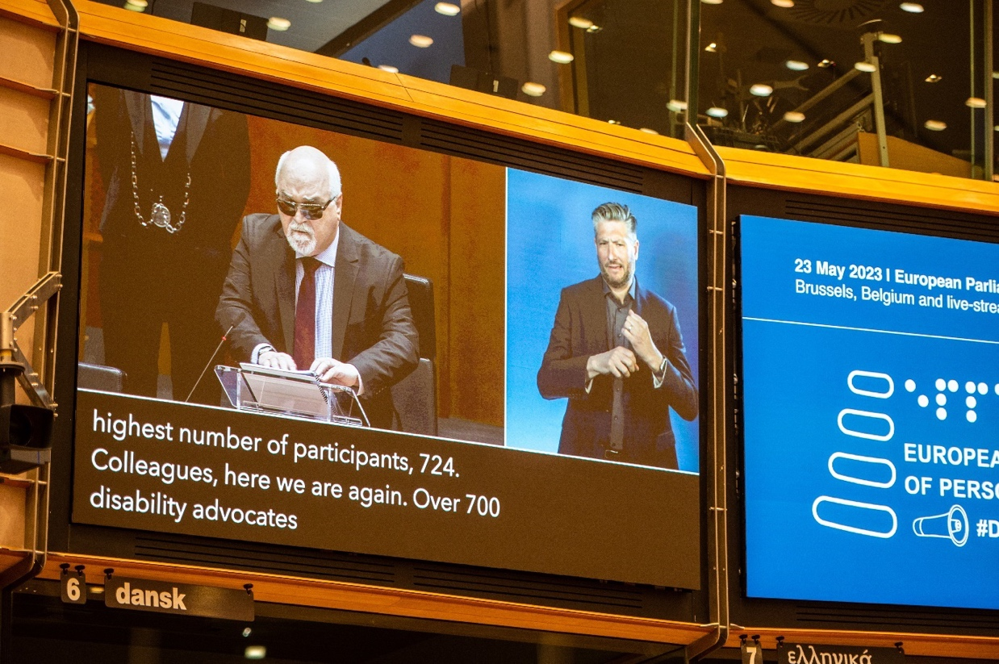 highest number of participants, 724.
Colleagues, here we are again. Over 700
disability advocates
23 May 2023 | European Parlia
Brussels, Belgium and live-strea
EUROPEA
OF PERSO
#D
6 dansk
7 ελληνικά